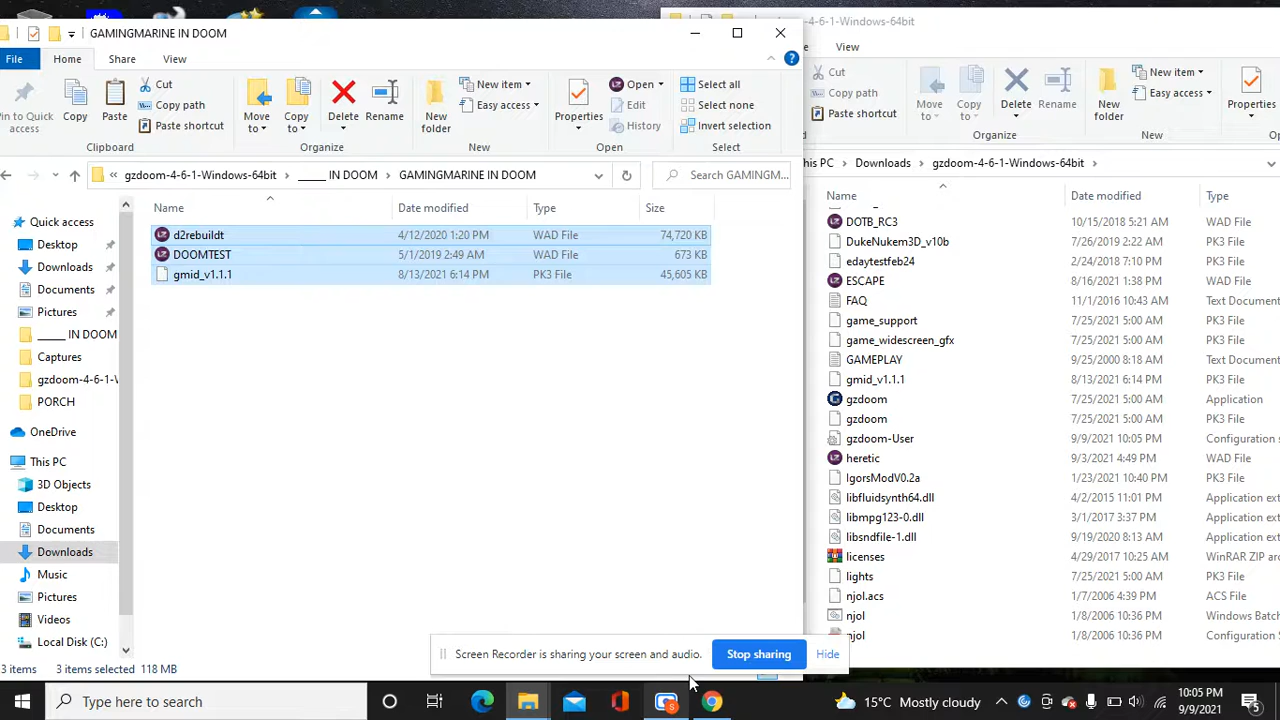 GAMINGMARINE IN DOOM
File Home Share View
Pin to Quick access
Copy
Paste
Cut
Copy path
Paste shortcut
Move to
Copy to
Delete
Rename
New folder
New item
Easy access
Properties
Open
Edit
History
Select all
Select none
Invert selection
Clipboard Organize New Open Select
gzdoom-4-6-1-Windows-64bit > _____ IN DOOM > GAMINGMARINE IN DOOM
Search GAMINGM...
Name Date modified Type Size
d2rebuildt 4/12/2020 1:20 PM WAD File 74,720 KB
DOOMTEST 5/1/2019 2:49 AM WAD File 673 KB
gmid_v1.1.1 8/13/2021 6:14 PM PK3 File 45,605 KB
Quick access
Desktop
Downloads
Documents
Pictures
_____ IN DOOM
Captures
gzdoom-4-6-1-W
PORCH
OneDrive
This PC
3D Objects
Desktop
Documents
Downloads
Music
Pictures
Videos
Local Disk (C:)
3 items
items selected 118 MB
-4-6-1-Windows-64bit
View
Cut
Copy path
Paste shortcut
Move to
Copy to
Delete
Rename
New folder
New item
Easy access
Properties
Organize New
his PC > Downloads > gzdoom-4-6-1-Windows-64bit >
Name Date modified Type
DOTB_RC3 10/15/2018 5:21 AM WAD File
DukeNukem3D_v10b 7/26/2019 2:22 AM PK3 File
edaytestfeb24 2/24/2018 7:10 PM PK3 File
ESCAPE 8/16/2021 1:38 PM WAD File
FAQ 11/1/2016 10:43 AM Text Document
game_support 7/25/2021 5:00 AM PK3 File
game_widescreen_gfx 7/25/2021 5:00 AM PK3 File
GAMEPLAY 9/25/2000 8:18 AM Text Document
gmid_v1.1.1 8/13/2021 6:14 PM PK3 File
gzdoom 7/25/2021 5:00 AM Application
gzdoom 7/25/2021 5:00 AM PK3 File
gzdoom-User 9/9/2021 10:05 PM Configuration s
heretic 9/3/2021 4:49 PM WAD File
IgorsModV0.2a 1/23/2021 10:40 PM PK3 File
libfluidsynth64.dll 4/2/2015 11:01 PM Application ext
libmpg123-0.dll 3/1/2017 3:37 PM Application ext
libsndfile-1.dll 9/19/2020 8:13 AM Application ext
licenses 4/29/2017 10:25 AM WinRAR ZIP arc
lights 7/25/2021 5:00 AM PK3 File
njol.acs 1/7/2006 4:39 PM ACS File
njol 1/8/2006 10:36 PM Windows Batch
njol 1/8/2006 10:36 PM Configuration S
Screen Recorder is sharing your screen and audio. Stop sharing Hide
Type here to search
15°C Mostly cloudy
10:05 PM
9/9/2021
5